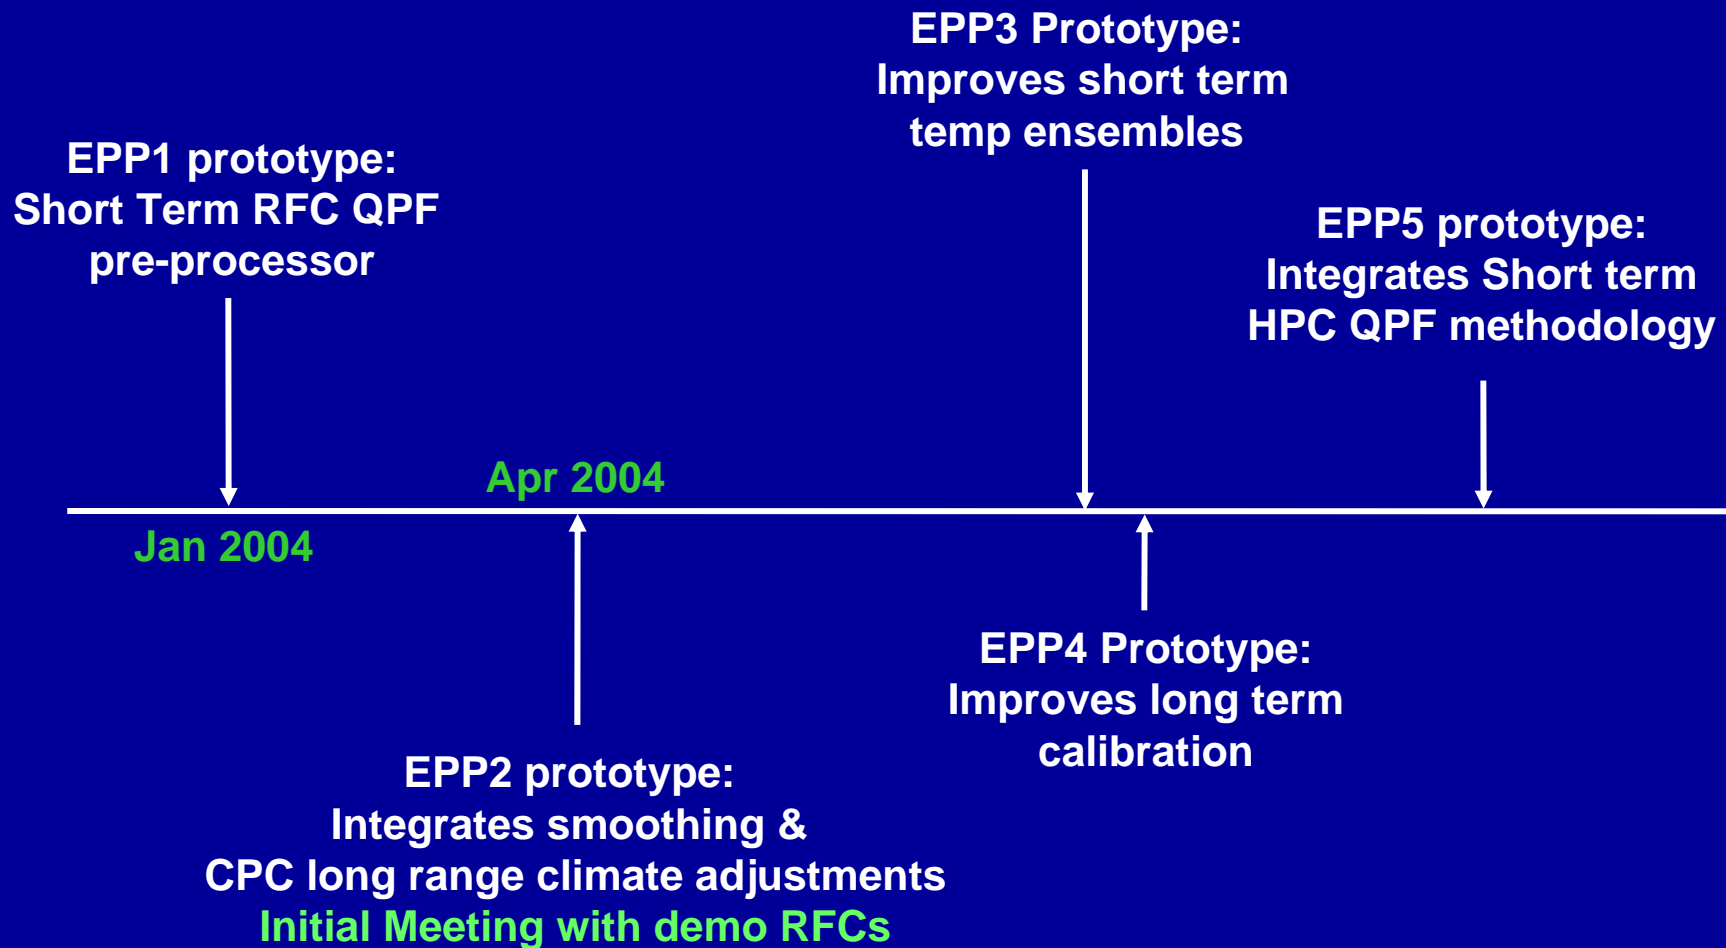 EPP3 Prototype:
Improves short term
temp ensembles
EPP1 prototype:
Short Term RFC QPF
pre-processor
EPP5 prototype:
Integrates Short term
HPC QPF methodology
Apr 2004
Jan 2004
EPP4 Prototype:
Improves long term
calibration
EPP2 prototype:
Integrates smoothing &
CPC long range climate adjustments
Initial Meeting with demo RFCs